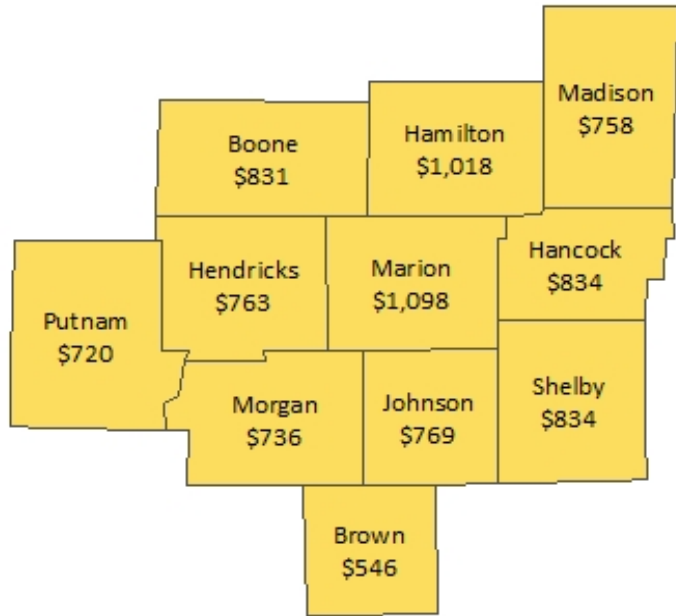 Madison
$758
Hamilton
$1,018
Boone
$831
Hancock
$834
Hendricks
$763
Marion
$1,098
Putnam
$720
Shelby
$834
Johnson
$769
Morgan
$736
Brown
$546